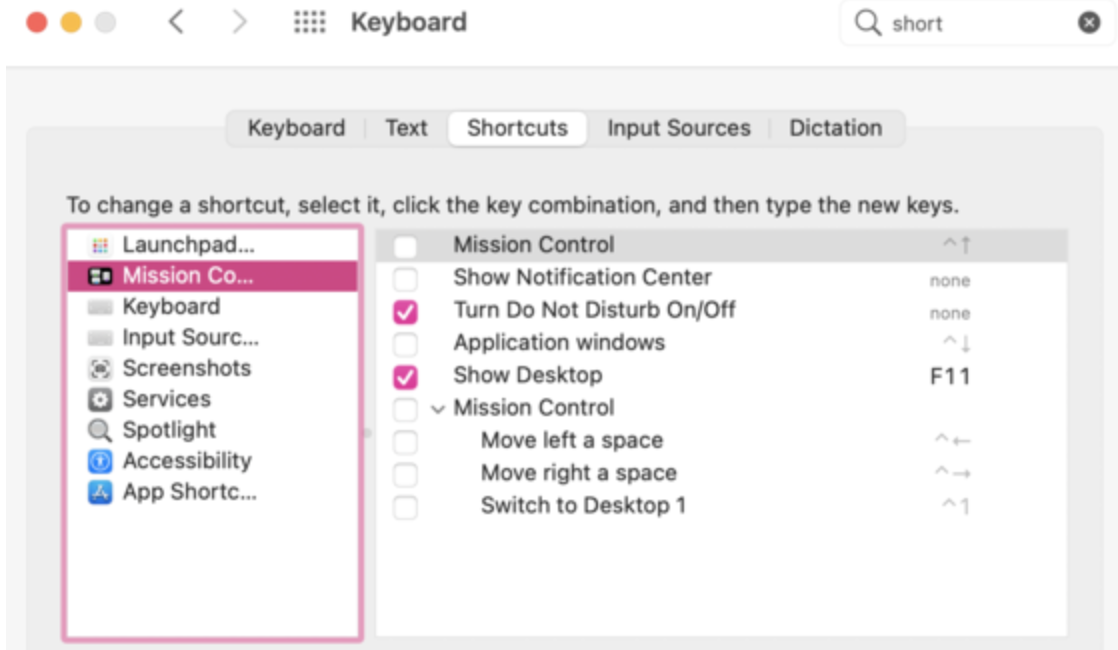 Keyboard
short
Keyboard Text Shortcuts Input Sources Dictation
To change a shortcut, select it, click the key combination, and then type the new keys.
Launchpad...
Mission Co...
Keyboard
Input Sourc...
Screenshots
Services
Spotlight
Accessibility
App Shortc...
Mission Control ^↑
Show Notification Center none
Turn Do Not Disturb On/Off none
Application windows ^↓
Show Desktop F11
Mission Control
Move left a space ^←
Move right a space ^→
Switch to Desktop 1 ^1